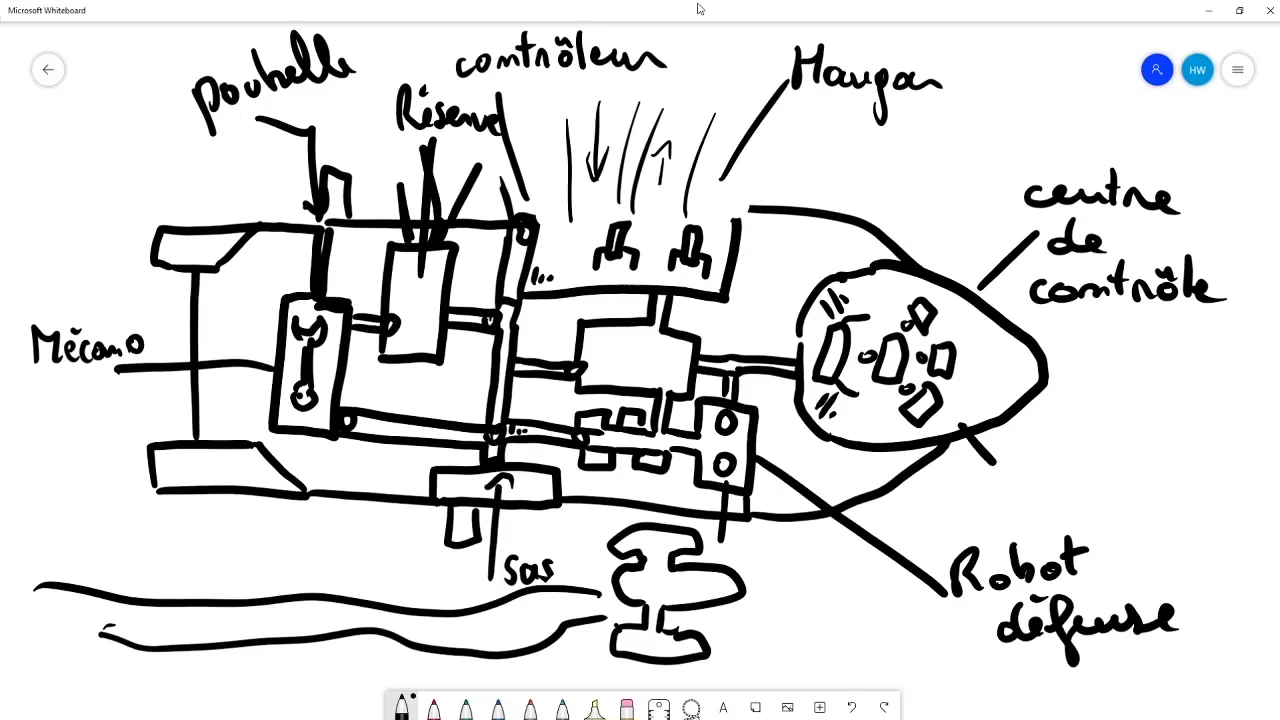 Microsoft Whiteboard
HW
poubelle
contrôleur
Réserve
Hangar
centre
de
contrôle
Mécano
sas
Robot
défense
A